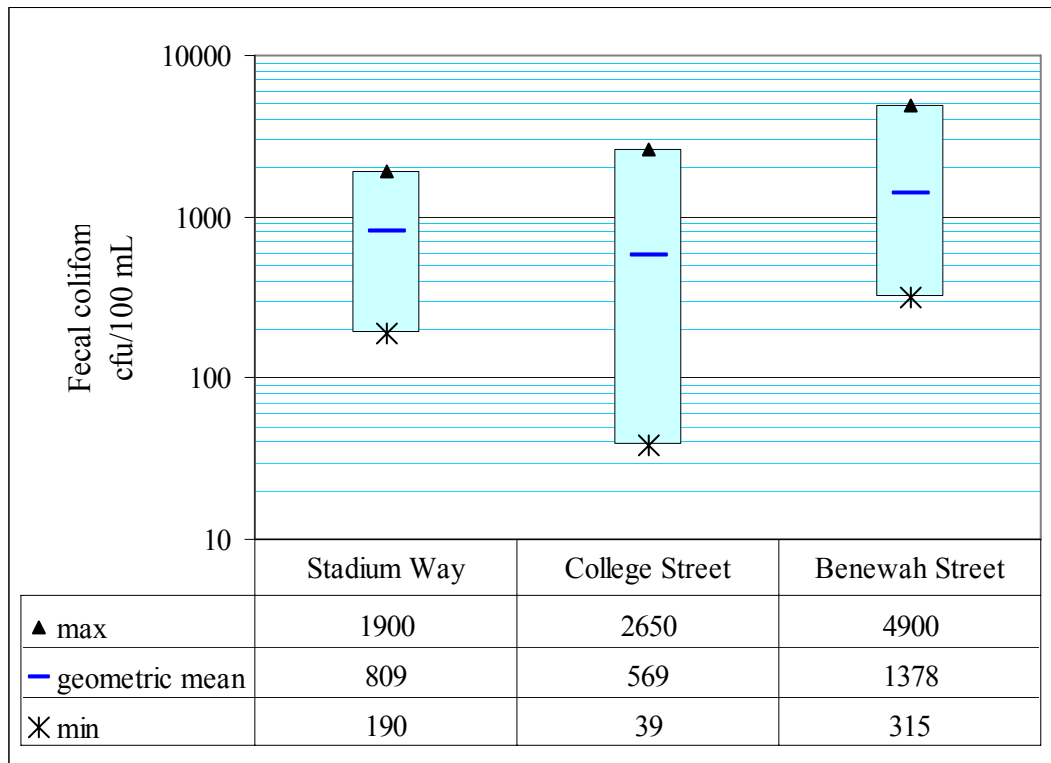 10000
1000
100
10
Fecal colifom
cfu/100 mL
Stadium Way College Street Benewah Street
max 1900 2650 4900
geometric mean 809 569 1378
min 190 39 315